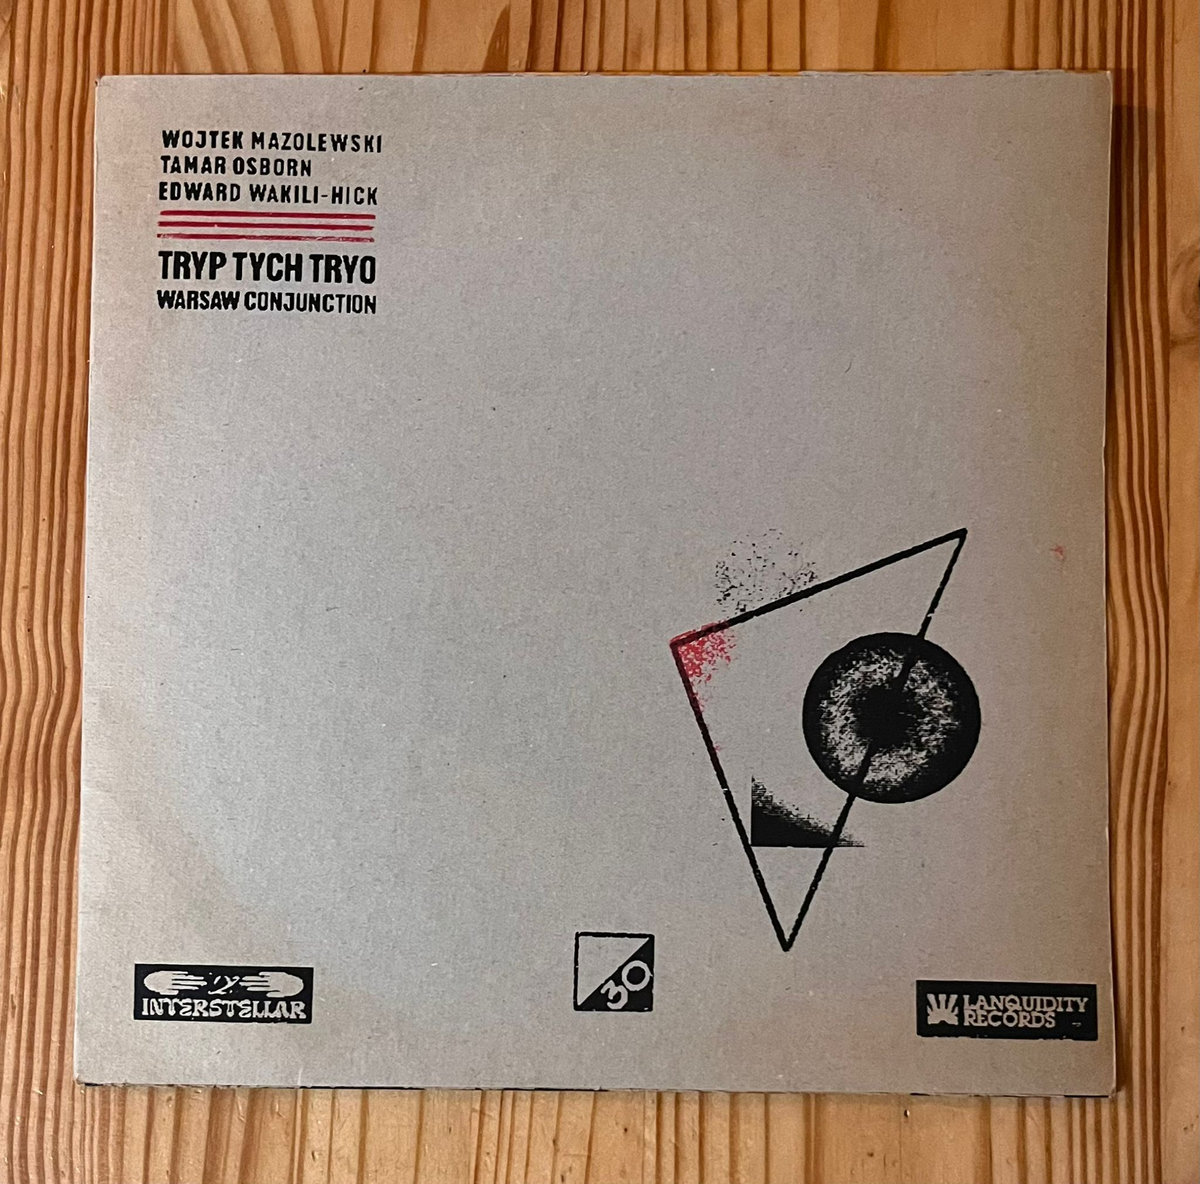 WOJTEK MAZOLEWSKI
TAMAR OSBORN
EDWARD WAKILI-HICK
TRYP TYCH TRYO
WARSAW CONJUNCTION
30
INTERSTELLAR
LANQUIDITY
RECORDS